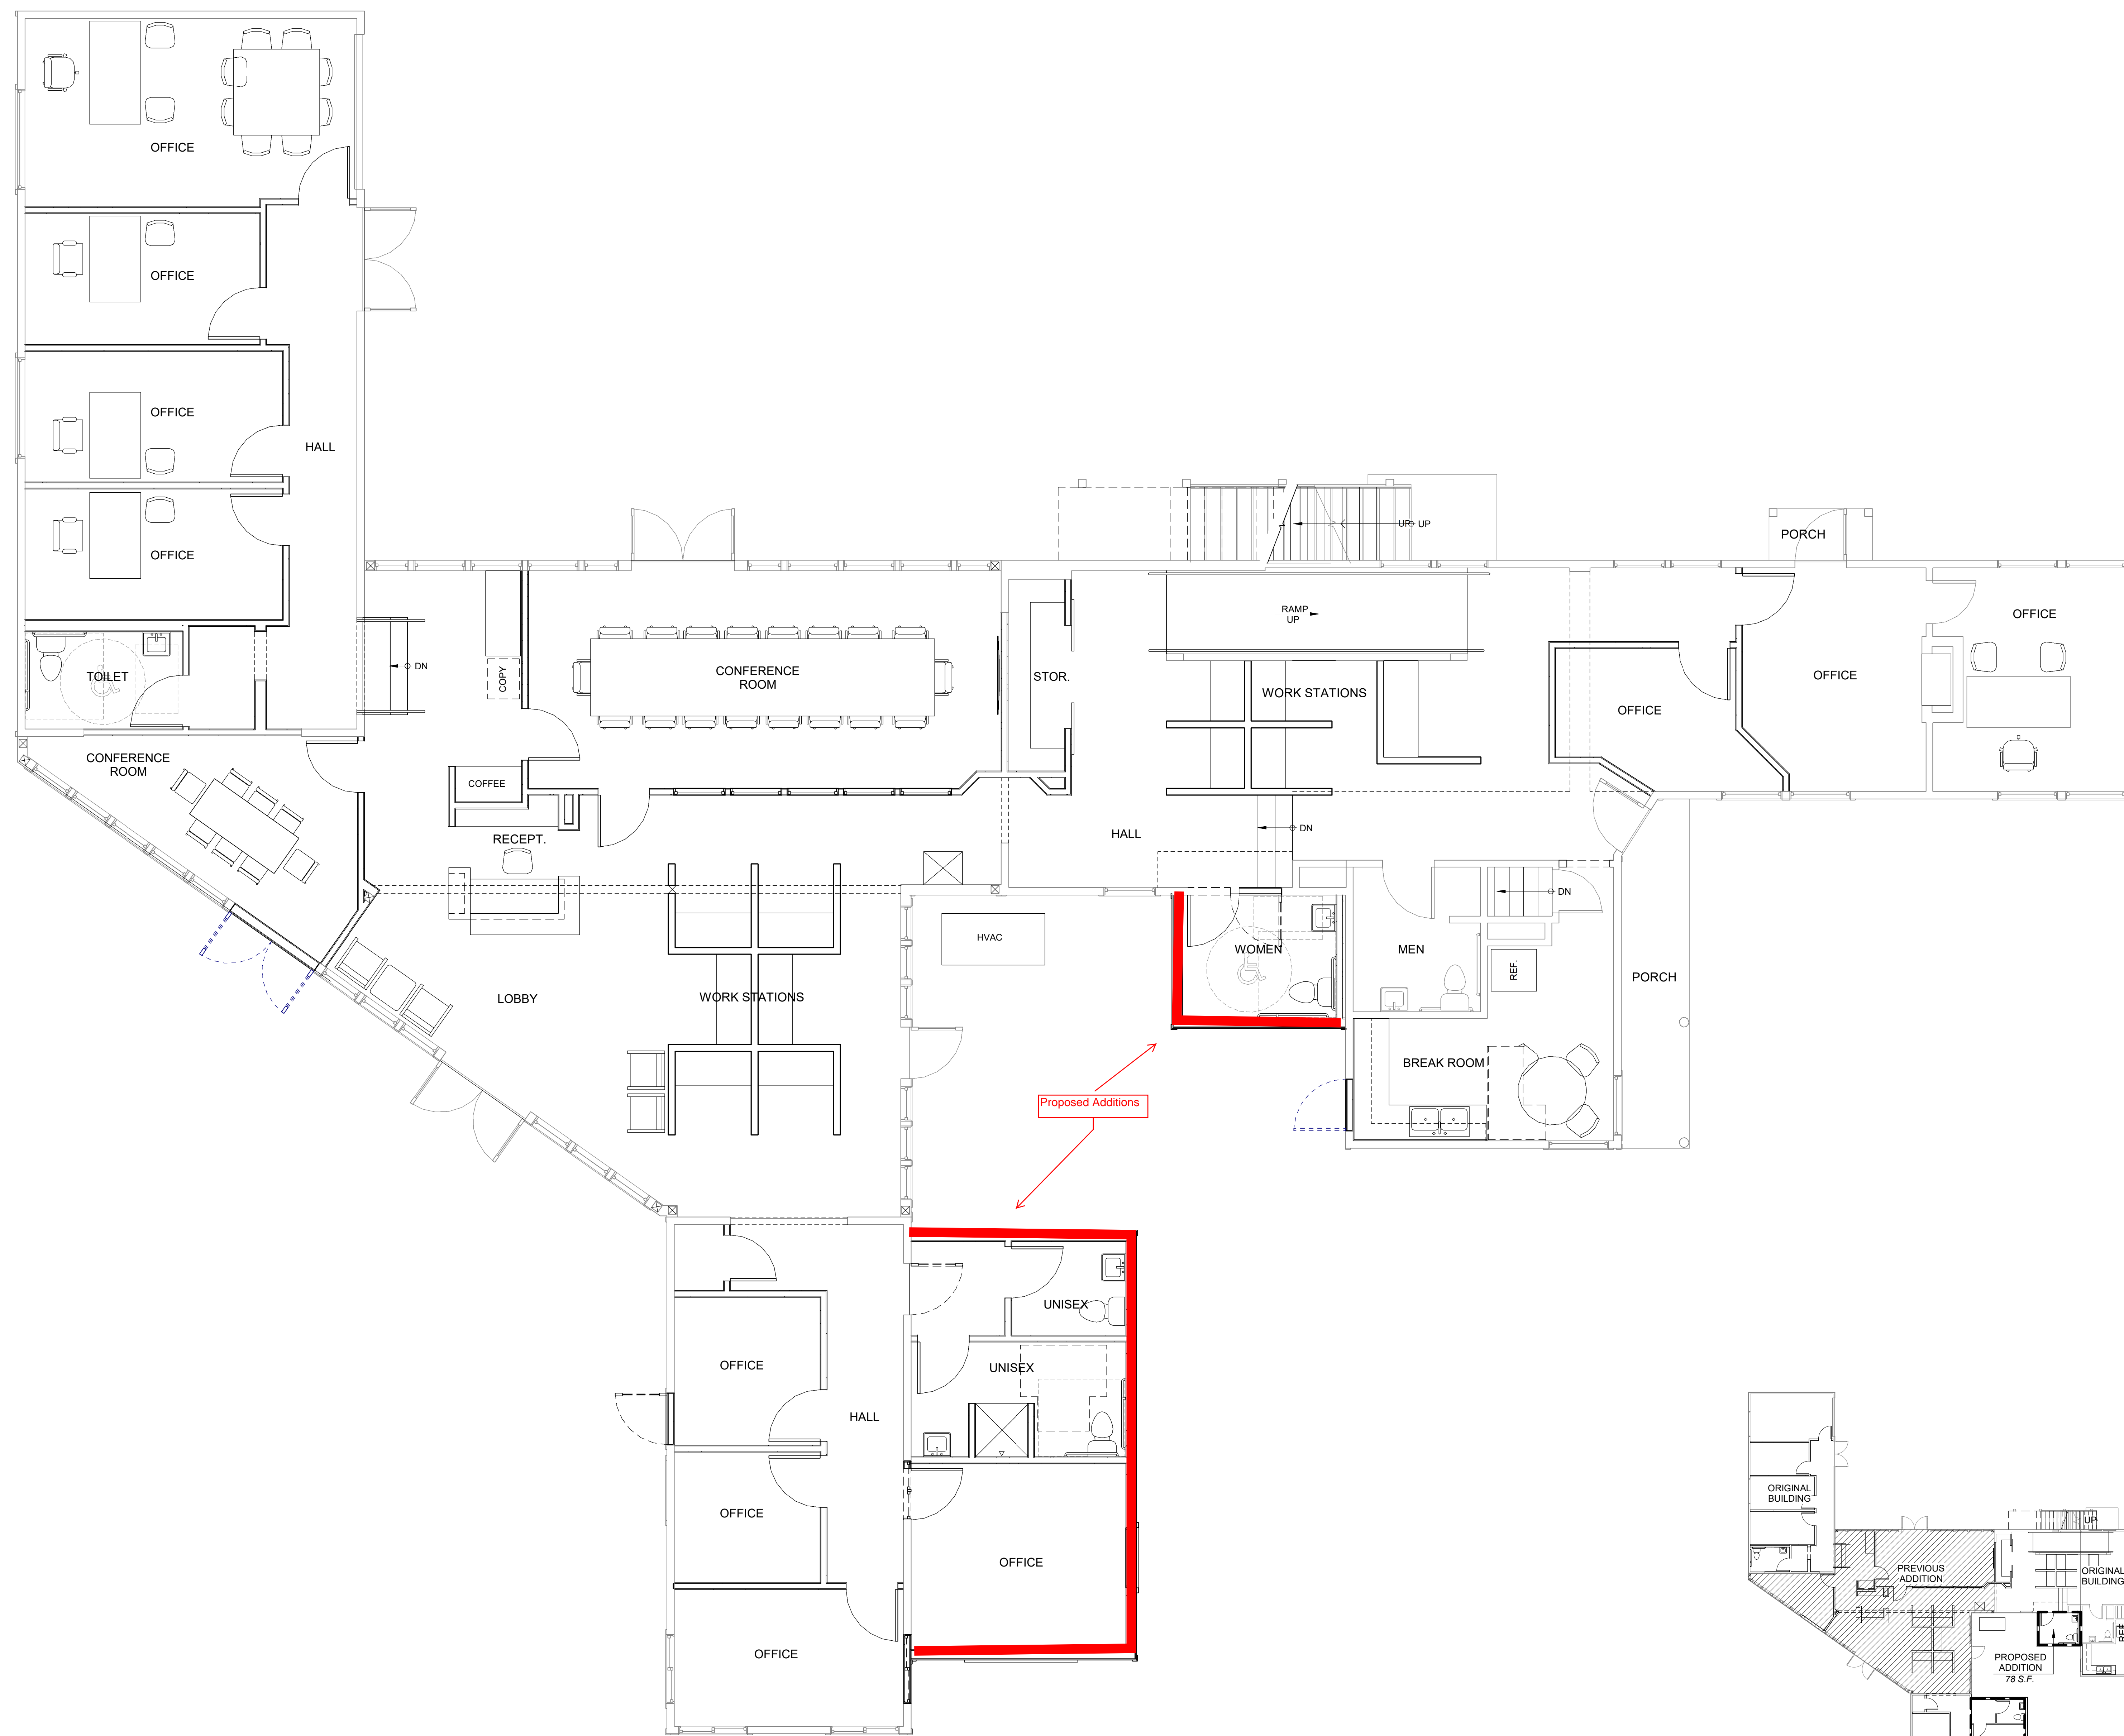 OFFICE
OFFICE
OFFICE
HALL
OFFICE
TOILET
CONFERENCE
ROOM
DN
COPY
CONFERENCE
ROOM
COFFEE
RECEPT.
LOBBY
WORK STATIONS
STOR.
HALL
UP
UP
RAMP
UP
WORK STATIONS
DN
OFFICE
PORCH
OFFICE
OFFICE
HVAC
WOMEN
MEN
DN
REF.
PORCH
BREAK ROOM
Proposed Additions
UNISEX
UNISEX
OFFICE
HALL
OFFICE
OFFICE
OFFICE
ORIGINAL
BUILDING
PREVIOUS
ADDITION
UP
ORIGINAL
BUILDING
PROPOSED
ADDITION
78 S.F.